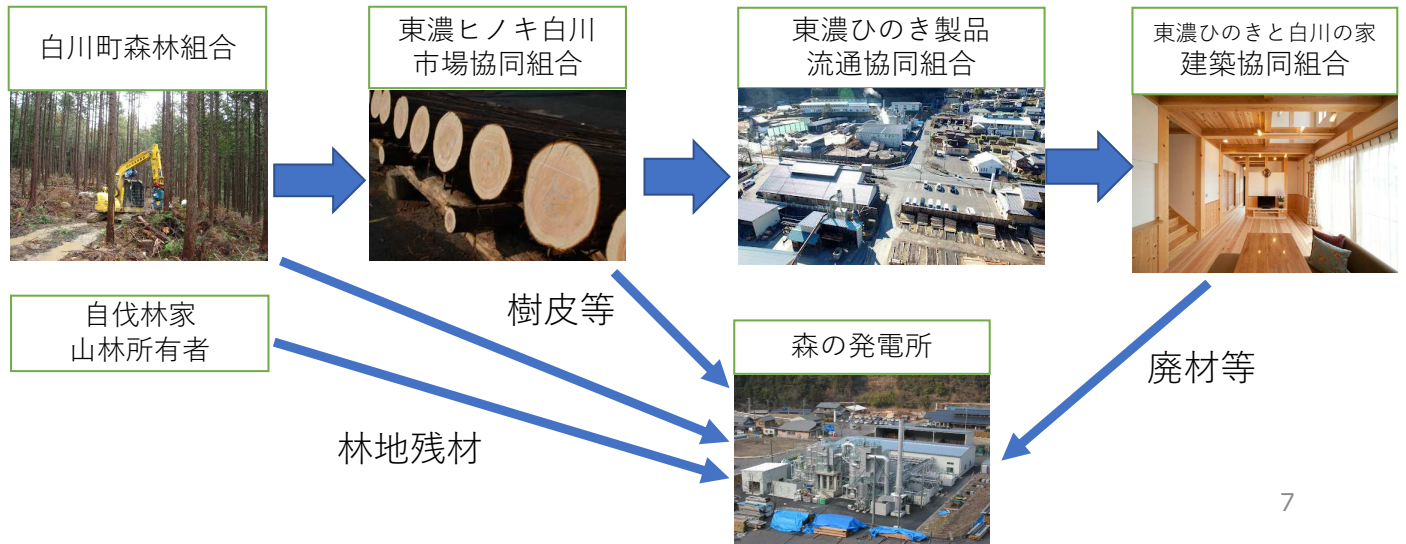 白川町森林組合
東濃ヒノキ白川
市場協同組合
東濃ひのき製品
流通協同組合
東濃ひのきと白川の家
建築協同組合
自伐林家
山林所有者
樹皮等
森の発電所
廃材等
林地残材
7